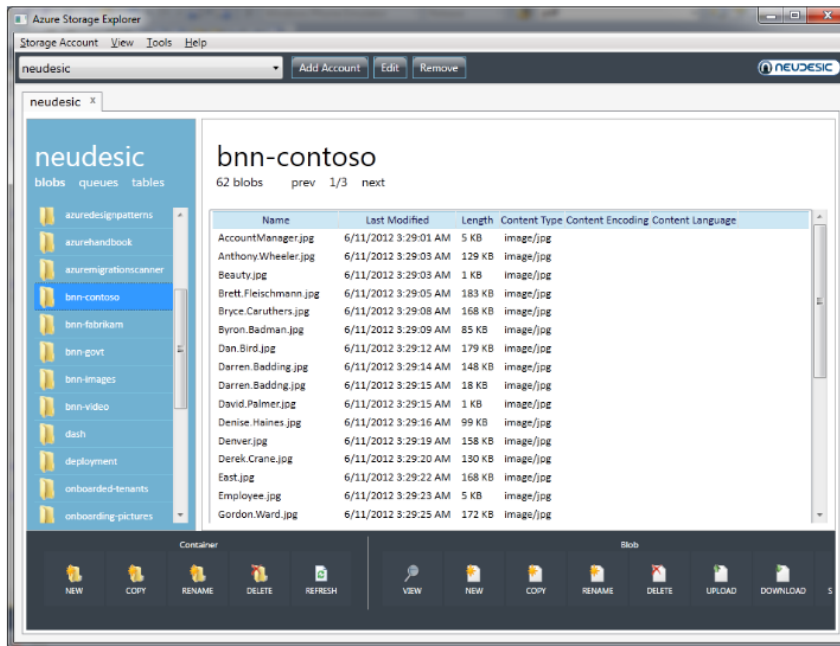 Azure Storage Explorer
Storage Account View Tools Help
neudesic Add Account Edit Remove NEUDESIC
neudesic x
neudesic
blobs queues tables
azuredesignpatterns
azurehandbook
azuremigrationscanner
bnn-contoso
bnn-fabrikam
bnn-govt
bnn-images
bnn-video
dash
deployment
onboarded-tenants
onboarding-pictures
bnn-contoso
62 blobs prev 1/3 next
Name Last Modified Length Content Type Content Encoding Content Language
AccountManager.jpg 6/11/2012 3:29:01 AM 5 KB image/jpg
Anthony.Wheeler.jpg 6/11/2012 3:29:03 AM 129 KB image/jpg
Beauty.jpg 6/11/2012 3:29:03 AM 1 KB image/jpg
Brett.Fleischmann.jpg 6/11/2012 3:29:05 AM 183 KB image/jpg
Bryce.Caruthers.jpg 6/11/2012 3:29:08 AM 168 KB image/jpg
Byron.Badman.jpg 6/11/2012 3:29:09 AM 85 KB image/jpg
Dan.Bird.jpg 6/11/2012 3:29:12 AM 179 KB image/jpg
Darren.Badding.jpg 6/11/2012 3:29:14 AM 148 KB image/jpg
Darren.Baddng.jpg 6/11/2012 3:29:15 AM 18 KB image/jpg
David.Palmer.jpg 6/11/2012 3:29:15 AM 1 KB image/jpg
Denise.Haines.jpg 6/11/2012 3:29:16 AM 99 KB image/jpg
Denver.jpg 6/11/2012 3:29:19 AM 158 KB image/jpg
Derek.Crane.jpg 6/11/2012 3:29:20 AM 130 KB image/jpg
East.jpg 6/11/2012 3:29:22 AM 168 KB image/jpg
Employee.jpg 6/11/2012 3:29:23 AM 5 KB image/jpg
Gordon.Ward.jpg 6/11/2012 3:29:25 AM 172 KB image/jpg
Container Blob
NEW COPY RENAME DELETE REFRESH VIEW NEW COPY RENAME DELETE UPLOAD DOWNLOAD S